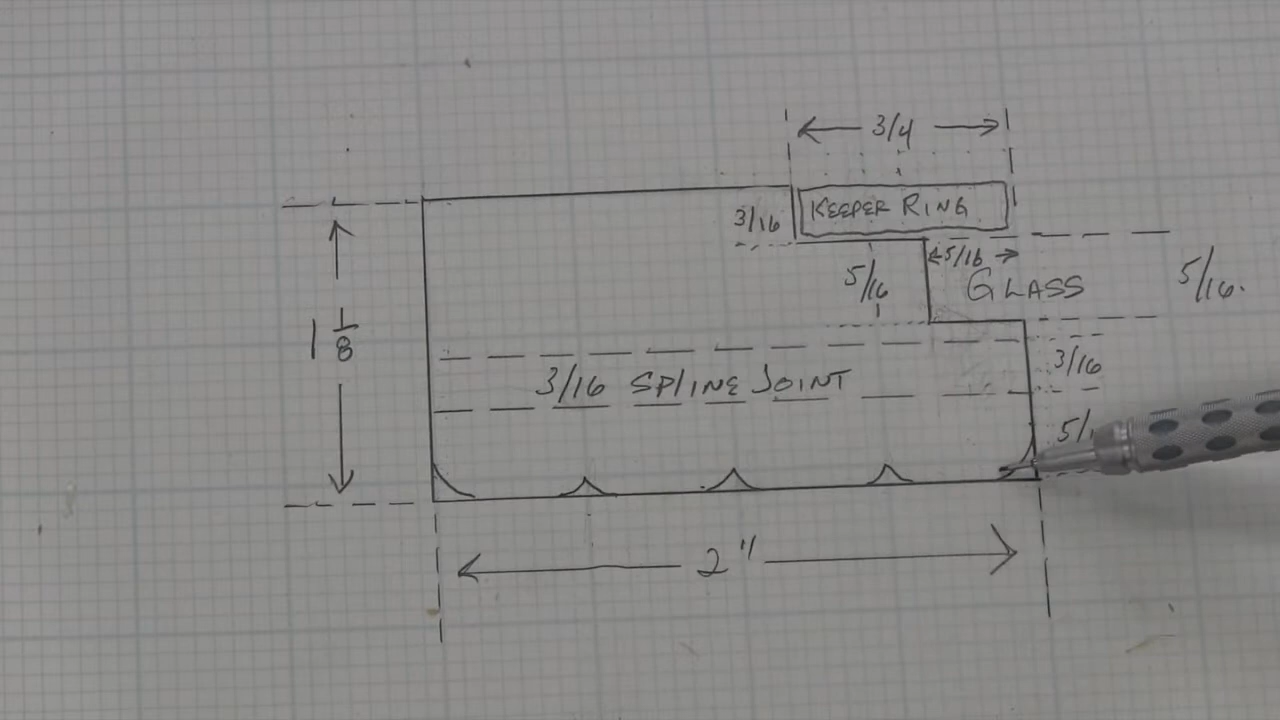 3/4
3/16 KEEPER RING
5/16
5/16 GLASS 5/16.
1 1/8
3/16 SPLINE JOINT 3/16
2"